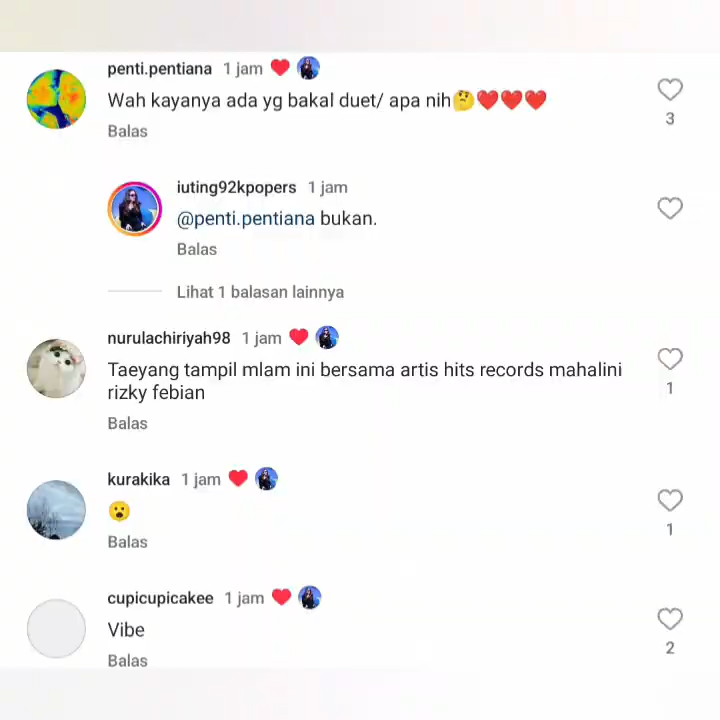 penti.pentiana 1 jam ❤️
Wah kayanya ada yg bakal duet/ apa nih🤔❤️❤️❤️
3
Balas
iuting92kpopers 1 jam
@penti.pentiana bukan.
Balas
Lihat 1 balasan lainnya
nurulachiriyah98 1 jam ❤️
Taeyang tampil mlam ini bersama artis hits records mahalini
rizky febian
1
Balas
kurakika 1 jam ❤️
😮
1
Balas
cupicupicakee 1 jam ❤️
Vibe
2
Balas